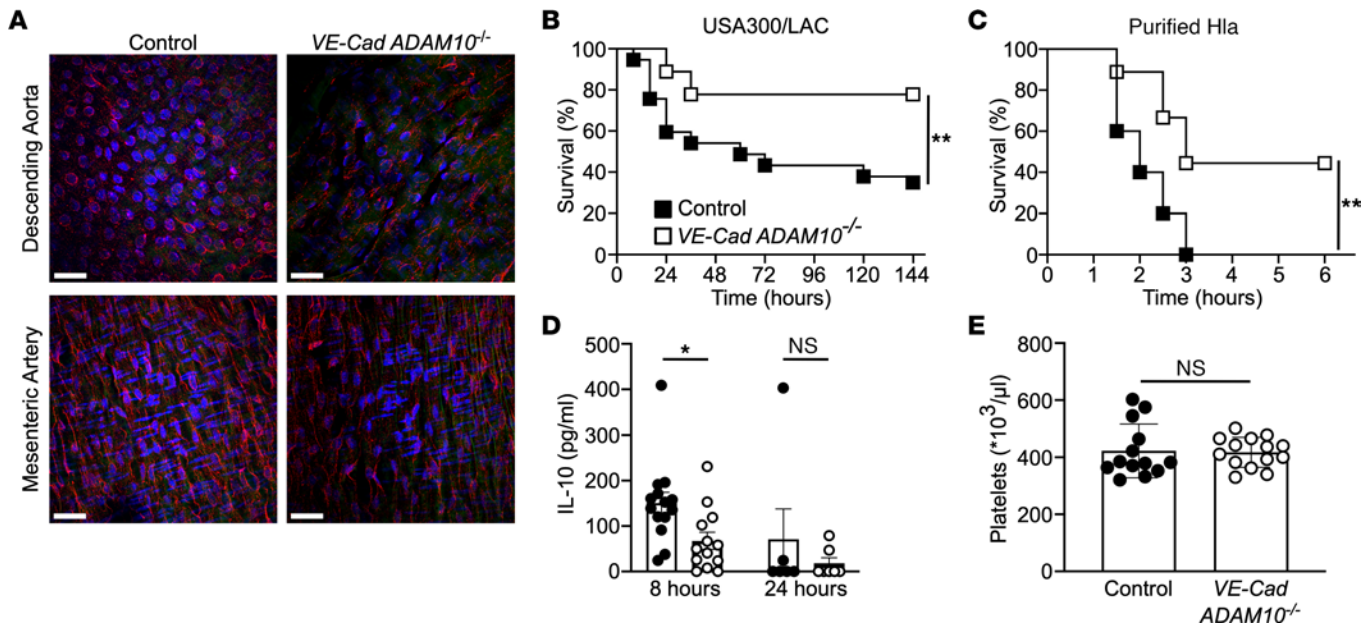 A
Control
VE-Cad ADAM10-/-
Descending Aorta
Mesenteric Artery
B
USA300/LAC
Survival (%)
100
80
60
40
20
0
**
Control
VE-Cad ADAM10-/-
0 24 48 72 96 120 144
Time (hours)
C
Purified Hla
Survival (%)
100
80
60
40
20
0
**
0 1 2 3 4 5 6
Time (hours)
D
IL-10 (pg/ml)
500
400
300
200
100
0
*
NS
8 hours
24 hours
E
Platelets (*103/µl)
800
600
400
200
0
NS
Control
VE-Cad
ADAM10-/-